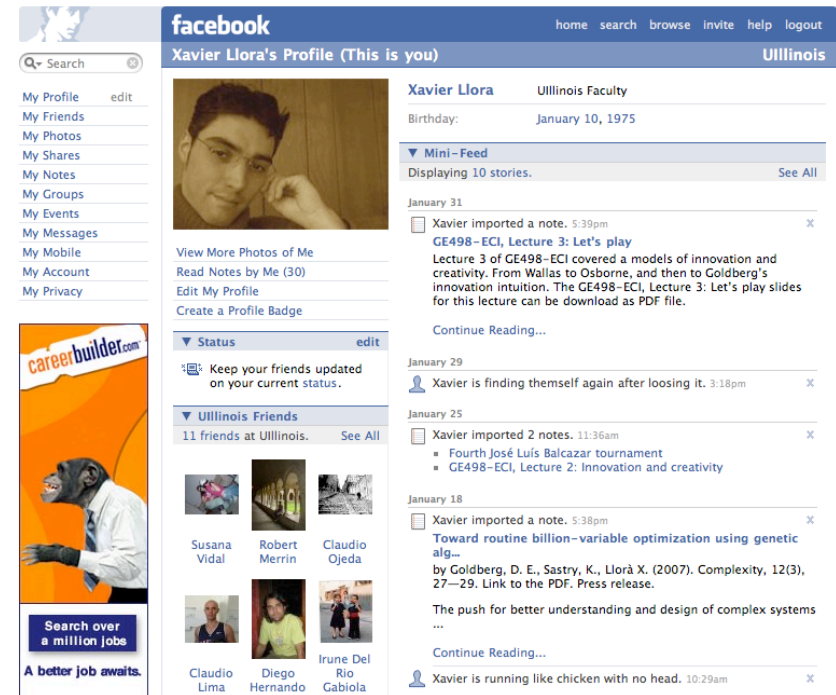 facebook
home search browse invite help logout
Xavier Llora's Profile (This is you)
UIllinois
Search
My Profile edit
My Friends
My Photos
My Shares
My Notes
My Groups
My Events
My Messages
My Mobile
My Account
My Privacy
careerbuilder.com
Search over
a million jobs
A better job awaits.
View More Photos of Me
Read Notes by Me (30)
Edit My Profile
Create a Profile Badge
Status edit
Keep your friends updated
on your current status.
UIllinois Friends
11 friends at UIllinois. See All
Susana
Vidal
Robert
Merrin
Claudio
Ojeda
Claudio
Lima
Diego
Hernando
Irune Del
Rio
Gabiola
Xavier Llora UIllinois Faculty
Birthday: January 10, 1975
Mini-Feed
Displaying 10 stories. See All
January 31
Xavier imported a note. 5:39pm x
GE498-ECI, Lecture 3: Let's play
Lecture 3 of GE498-ECI covered a models of innovation and
creativity. From Wallas to Osborne, and then to Goldberg's
innovation intuition. The GE498-ECI, Lecture 3: Let's play slides
for this lecture can be download as PDF file.
Continue Reading...
January 29
Xavier is finding themself again after loosing it. 3:18pm x
January 25
Xavier imported 2 notes. 11:36am x
Fourth José Luís Balcazar tournament
GE498-ECI, Lecture 2: Innovation and creativity
January 18
Xavier imported a note. 5:38pm x
Toward routine billion-variable optimization using genetic
alg...
by Goldberg, D. E., Sastry, K., Llorà X. (2007). Complexity, 12(3),
27—29. Link to the PDF. Press release.
The push for better understanding and design of complex systems
...
Continue Reading...
Xavier is running like chicken with no head. 10:29am x